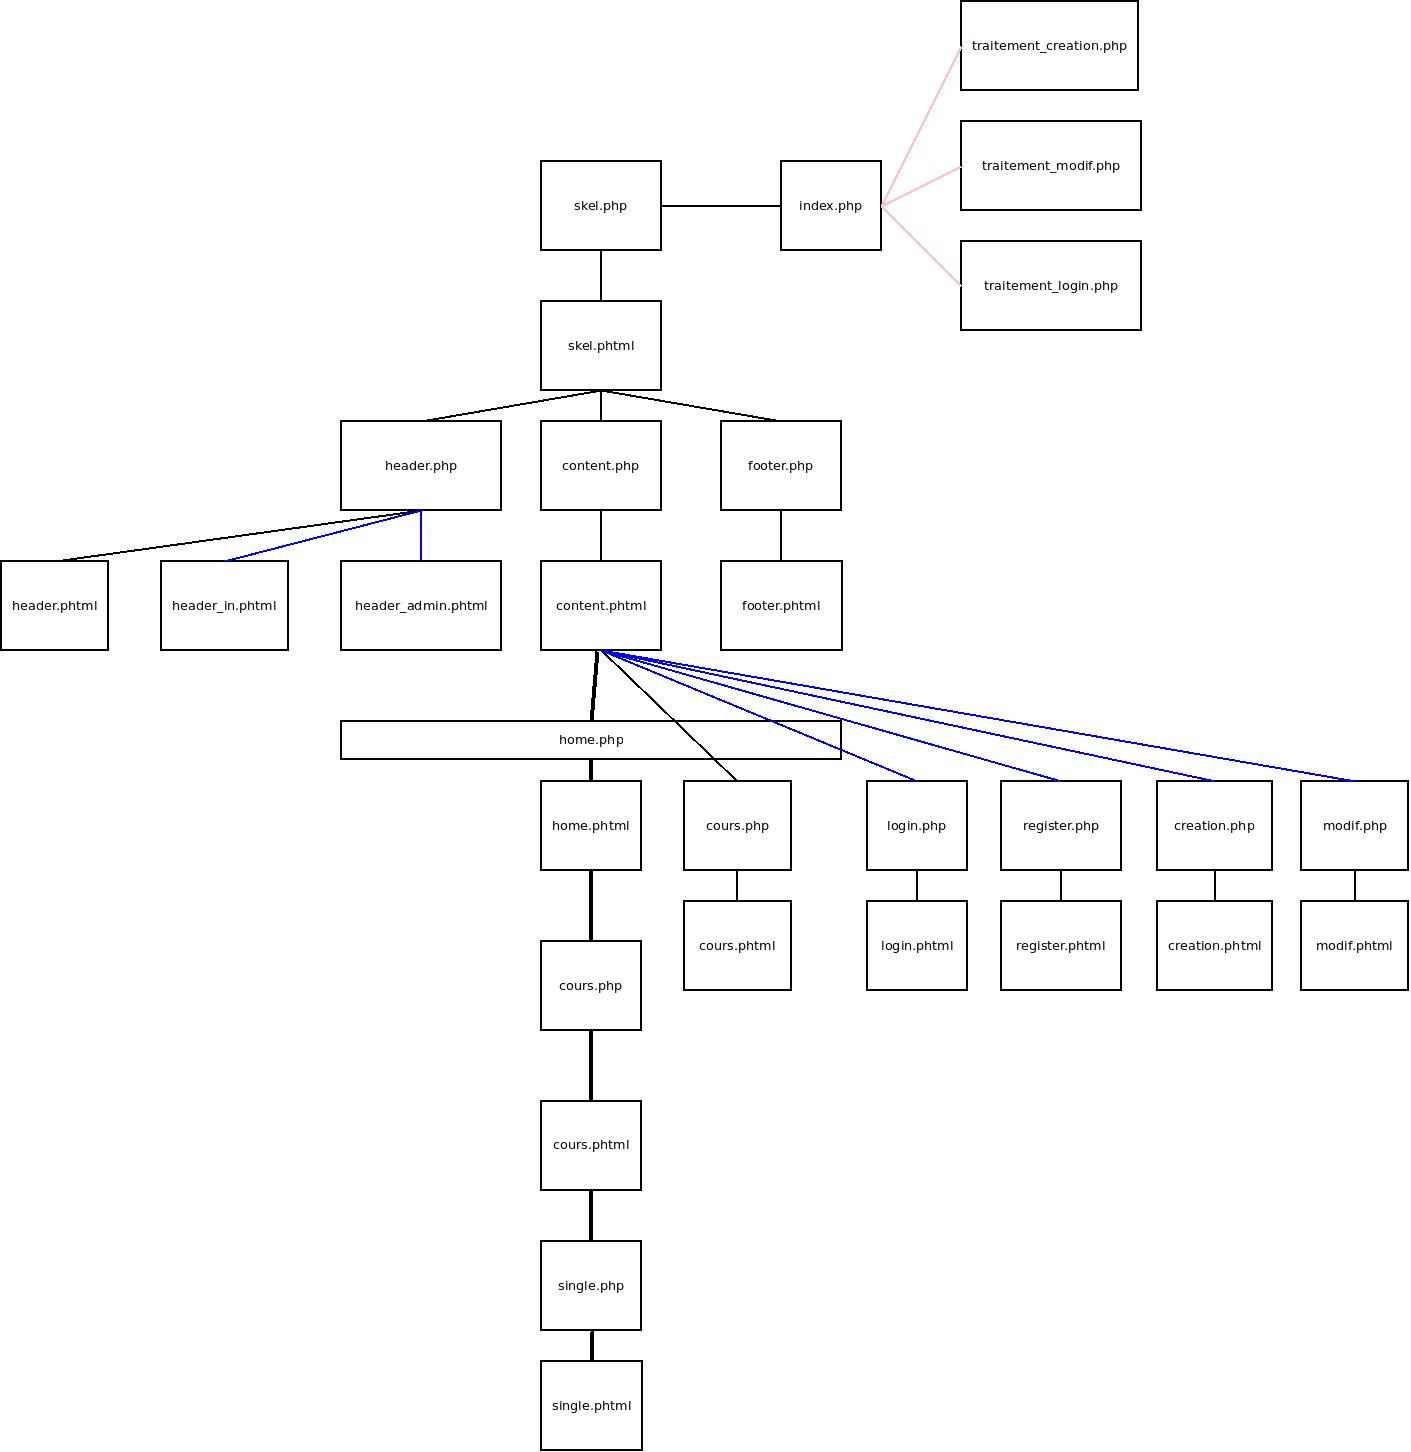 traitement_creation.php
traitement_modif.php
skel.php
index.php
traitement_login.php
skel.phtml
header.php
content.php
footer.php
header.phtml
header_in.phtml
header_admin.phtml
content.phtml
footer.phtml
home.php
home.phtml
cours.php
login.php
register.php
creation.php
modif.php
cours.phtml
login.phtml
register.phtml
creation.phtml
modif.phtml
cours.php
cours.phtml
single.php
single.phtml